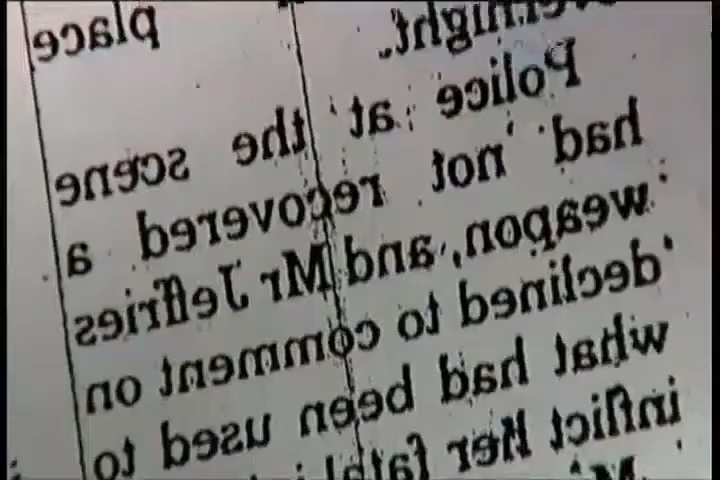 place
vernight.
Police at the scene
had not recovered a
weapon, and Mr Jeffries
declined to comment on
what had been used to
inflict Her fatal